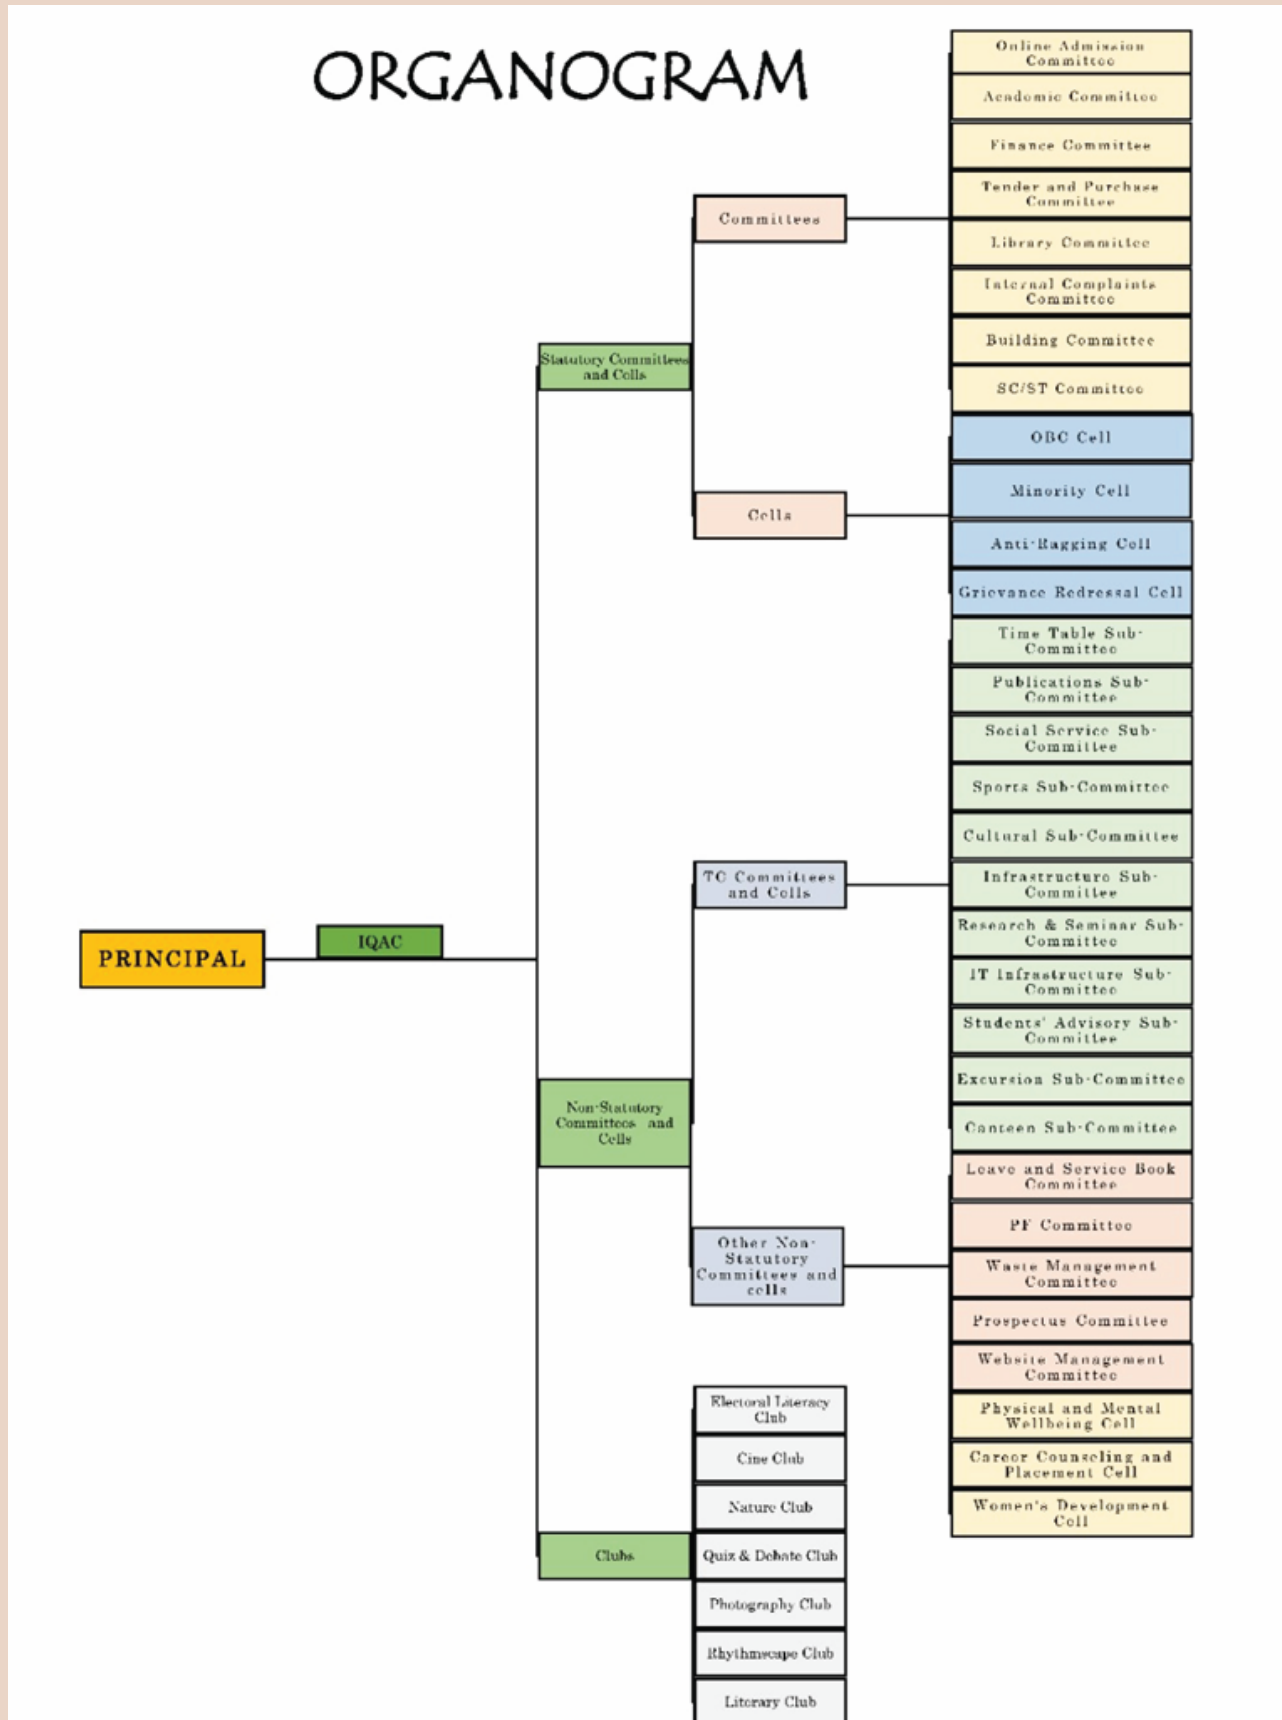 ORGANOGRAM
PRINCIPAL
IQAC
Statutory Committees
and Cells
Committees
Online Admission
Committee
Academic Committee
Finance Committee
Tender and Purchase
Committee
Library Committee
Internal Complaints
Committee
Building Committee
SC/ST Committee
Cells
OBC Cell
Minority Cell
Anti-Ragging Cell
Grievance Redressal Cell
Non-Statutory
Committees and
Cells
TC Committees
and Cells
Time Table Sub-
Committee
Publications Sub-
Committee
Social Service Sub-
Committee
Sports Sub-Committee
Cultural Sub-Committee
Infrastructure Sub-
Committee
Research & Seminar Sub-
Committee
IT Infrastructure Sub-
Committee
Students' Advisory Sub-
Committee
Excursion Sub-Committee
Canteen Sub-Committee
Other Non-
Statutory
Committees and
cells
Leave and Service Book
Committee
PF Committee
Waste Management
Committee
Prospectus Committee
Website Management
Committee
Physical and Mental
Wellbeing Cell
Career Counseling and
Placement Cell
Women's Development
Cell
Clubs
Electoral Literacy
Club
Cine Club
Nature Club
Quiz & Debate Club
Photography Club
Rhythmscape Club
Literary Club